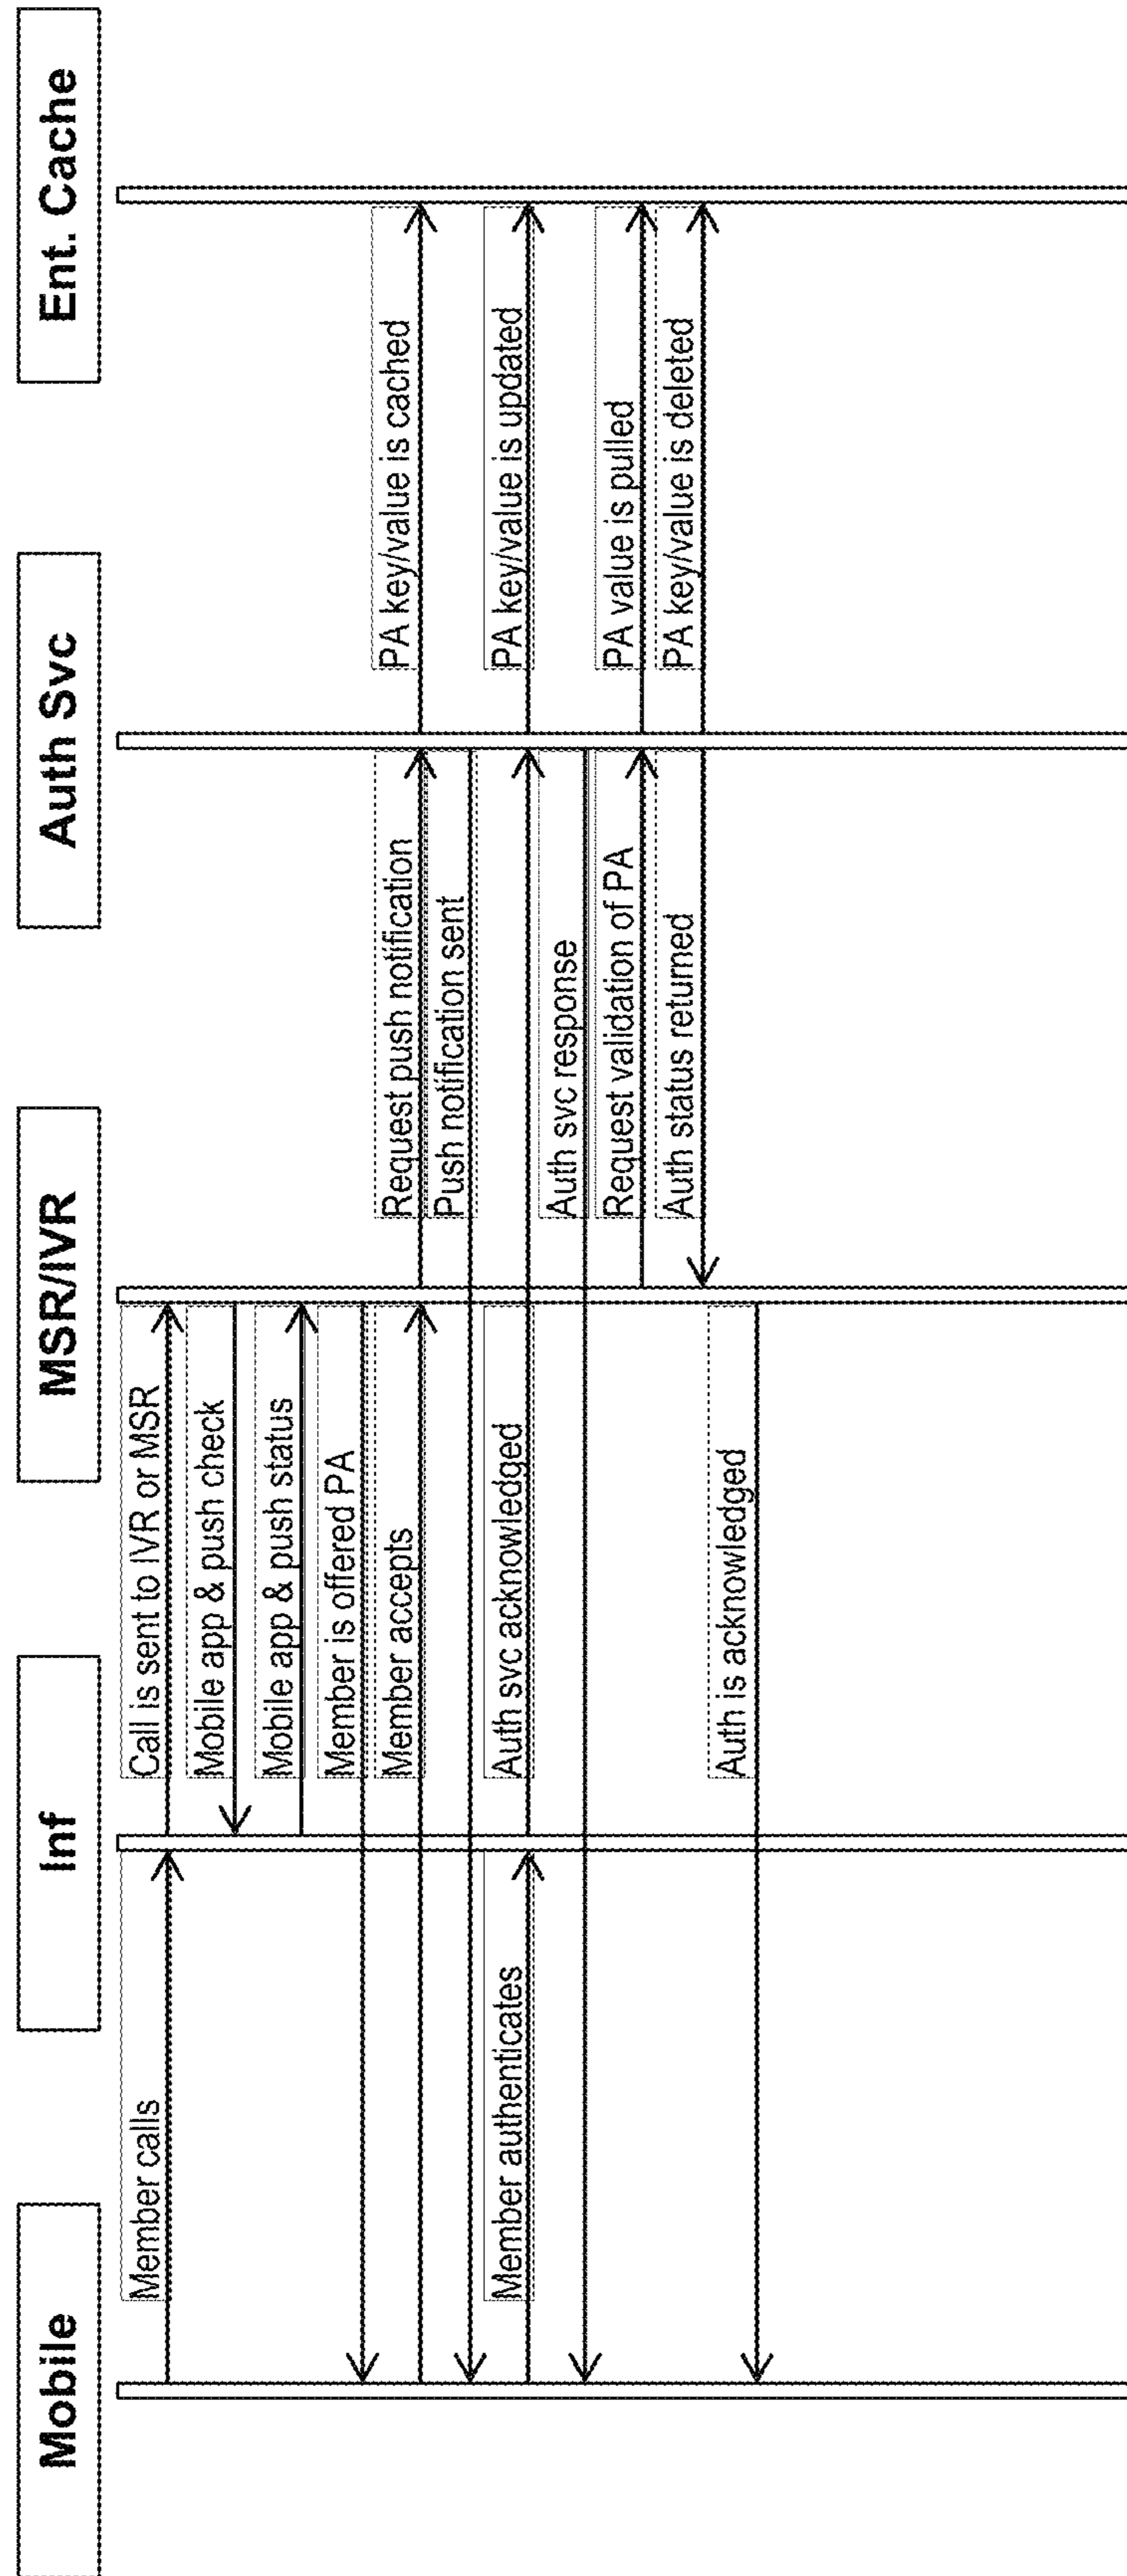 Mobile
Inf
MSR/IVR
Auth Svc
Ent. Cache
Member calls
Call is sent to IVR or MSR
Mobile app & push check
Mobile app & push status
Member is offered PA
Member accepts
Request push notification
PA key/value is cached
Push notification sent
Member authenticates
Auth svc acknowledged
PA key/value is updated
Auth svc response
Request validation of PA
PA value is pulled
Auth status returned
PA key/value is deleted
Auth is acknowledged